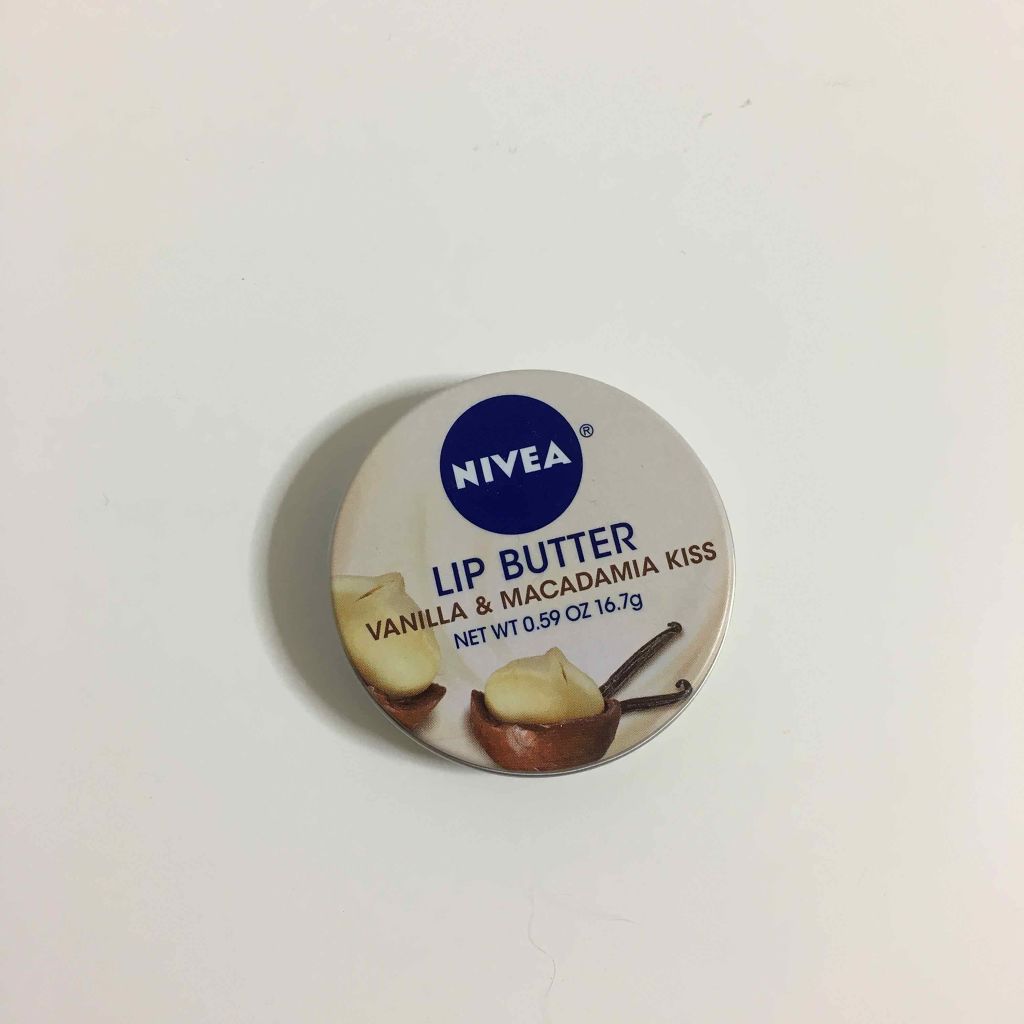 NIVEA®
LIP BUTTER
VANILLA & MACADAMIA KISS
NET WT 0.59 OZ 16.7g